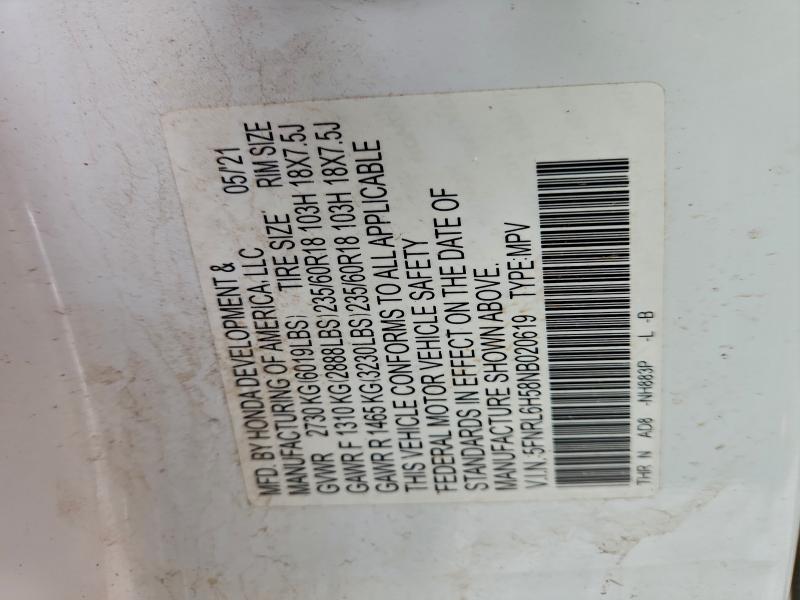 MFD. BY HONDA DEVELOPMENT & 05/'21
MANUFACTURING OF AMERICA, LLC
TIRE SIZE RIM SIZE
GVWR 2730 KG(6019LBS)
GAWR F 1310 KG(2888LBS) 235/60R18 103H 18X7.5J
GAWR R 1465 KG(3230LBS) 235/60R18 103H 18X7.5J
THIS VEHICLE CONFORMS TO ALL APPLICABLE
FEDERAL MOTOR VEHICLE SAFETY
STANDARDS IN EFFECT ON THE DATE OF
MANUFACTURE SHOWN ABOVE.
V.I.N.:5FNRL6H58NB020619 TYPE:MPV
THR N AD8 -NH883P -L -B